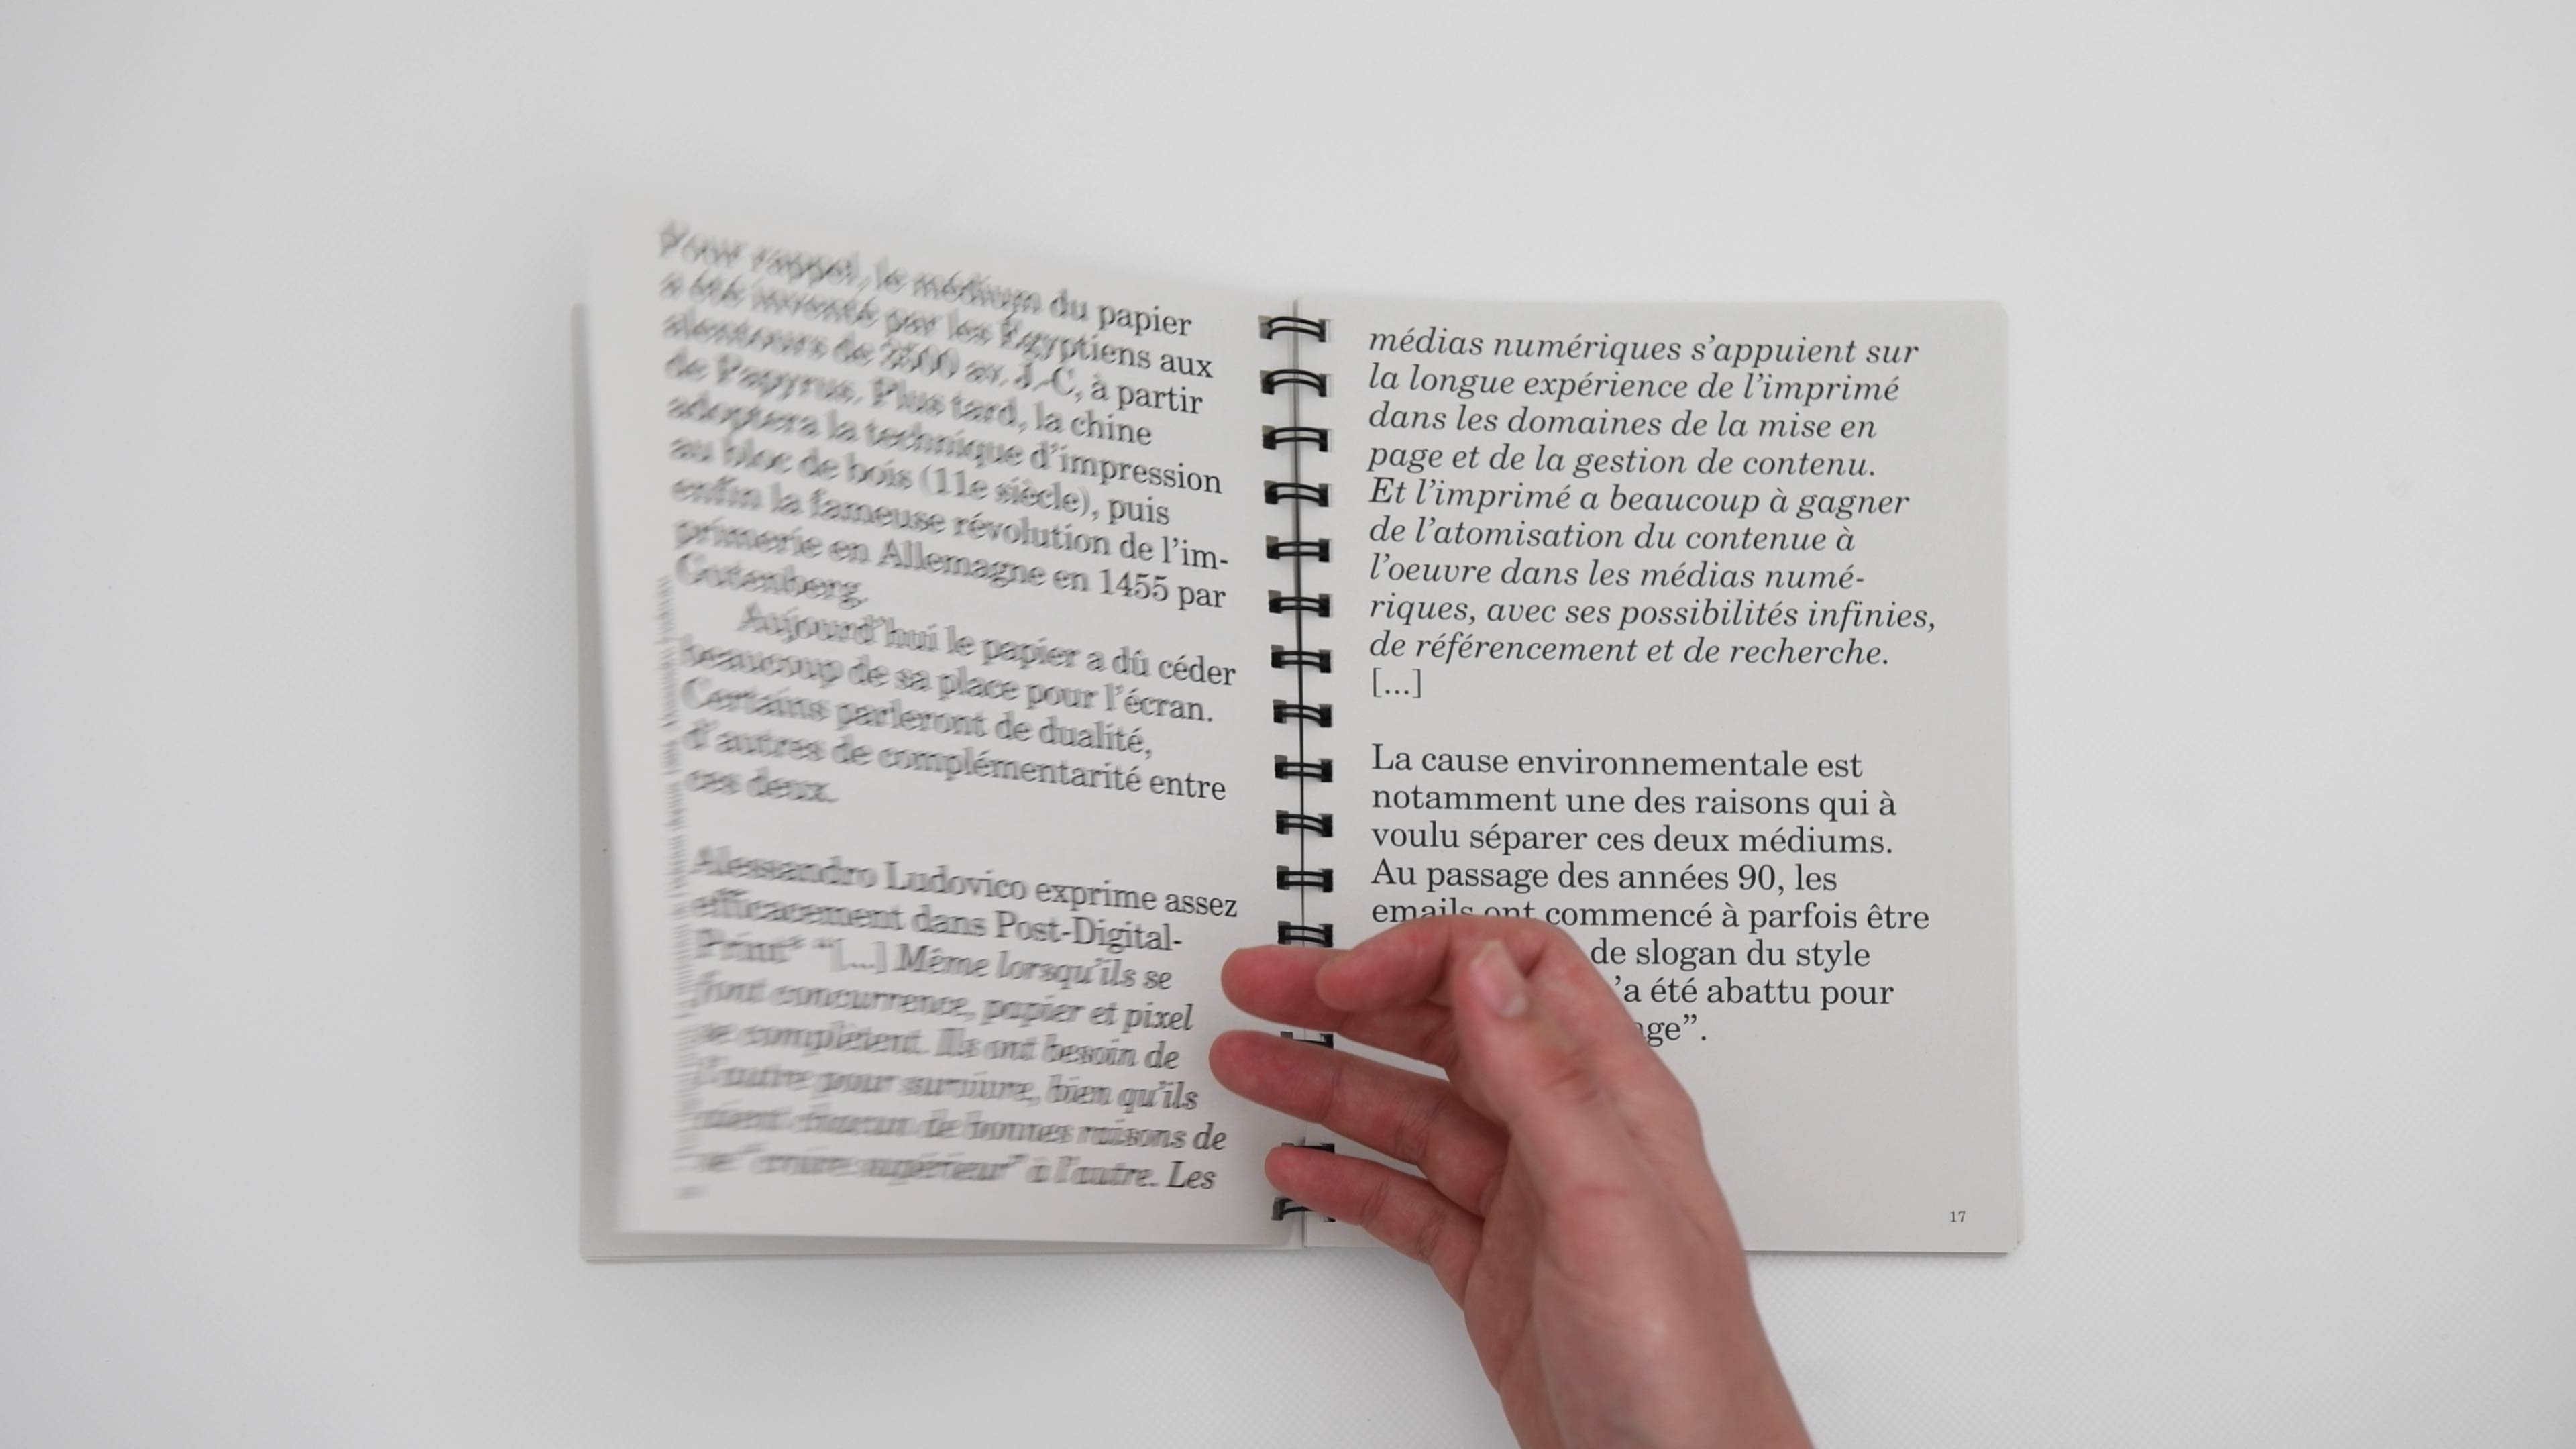 Pour rappel, le médium du papier
a été inventé par les Égyptiens aux
alentours de 3500 av. J.-C, à partir
de Papyrus. Plus tard, la chine
adoptera la technique d'impression
au bloc de bois (11e siècle), puis
enfin la fameuse révolution de l'im-
primerie en Allemagne en 1455 par
Gutenberg.
Aujourd'hui le papier a dû céder
beaucoup de sa place pour l'écran.
Certains parleront de dualité,
d'autres de complémentarité entre
ces deux.
Alessandro Ludovico exprime assez
efficacement dans Post-Digital-
Print* “[...] Même lorsqu'ils se
font concurrence, papier et pixel
se complètent. Ils ont besoin de
l'autre pour survivre, bien qu'ils
aient chacun de bonnes raisons de
se “croire supérieur” à l'autre. Les
médias numériques s'appuient sur
la longue expérience de l'imprimé
dans les domaines de la mise en
page et de la gestion de contenu.
Et l'imprimé a beaucoup à gagner
de l'atomisation du contenue à
l'oeuvre dans les médias numé-
riques, avec ses possibilités infinies,
de référencement et de recherche.
[...]
La cause environnementale est
notamment une des raisons qui à
voulu séparer ces deux médiums.
Au passage des années 90, les
emails ont commencé à parfois être
de slogan du style
'a été abattu pour
age”.
17